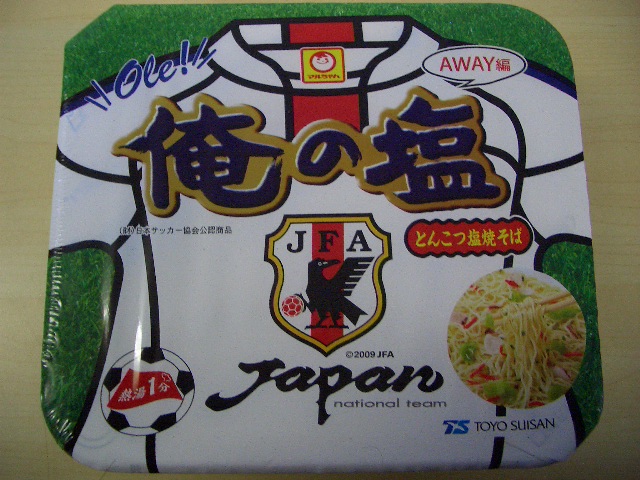 Ole!
マルちゃん
AWAY編
俺の塩
(財)日本サッカー協会公認商品
とんこつ塩焼そば
JFA
©2009 JFA
熱湯1分
Japan
national team
TS TOYO SUISAN